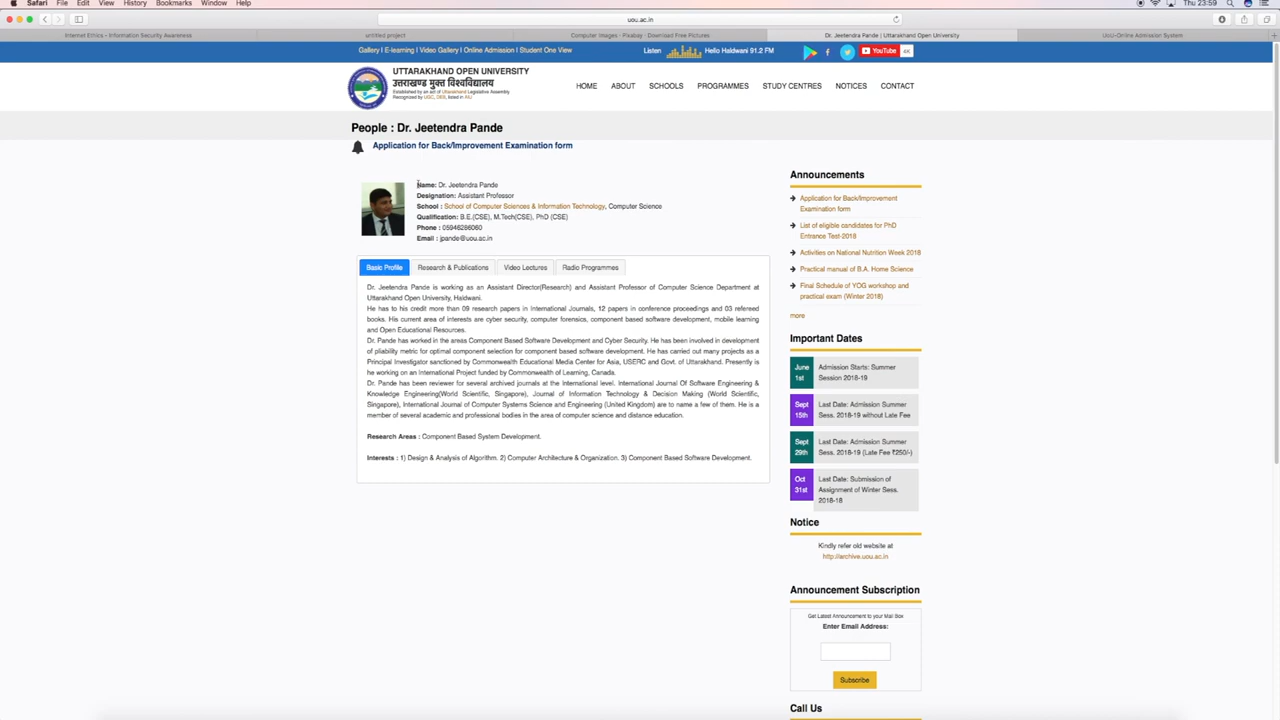 Safari File Edit View History Bookmarks Window Help
Thu 23:59
uou.ac.in
Internet Ethics - Information Security Awareness
untitled project
Computer Images - Pixabay - Download Free Pictures
Dr. Jeetendra Pande | Uttarakhand Open University
UoU-Online Admission System
Gallery I E-learning I Video Gallery I Online Admission I Student One View
Listen
Hello Haldwani 91.2 FM
YouTube 4K
UTTARAKHAND OPEN UNIVERSITY
उत्तराखण्ड मुक्त विश्वविद्यालय
Established by an act of Uttarakhand Legislative Assembly
Recognized by UGC, DEB, listed in AIU
HOME ABOUT SCHOOLS PROGRAMMES STUDY CENTRES NOTICES CONTACT
People : Dr. Jeetendra Pande
Application for Back/Improvement Examination form
Name: Dr. Jeetendra Pande
Designation: Assistant Professor
School : School of Computer Sciences & Information Technology, Computer Science
Qualification: B.E.(CSE), M.Tech(CSE), PhD (CSE)
Phone : 05946286060
Email : jpande@uou.ac.in
Basic Profile
Research & Publications
Video Lectures
Radio Programmes
Dr. Jeetendra Pande is working as an Assistant Director(Research) and Assistant Professor of Computer Science Department at
Uttarakhand Open University, Haldwani.
He has to his credit more than 09 research papers in International Journals, 12 papers in conference proceedings and 03 refereed
books. His current area of interests are cyber security, computer forensics, component based software development, mobile learning
and Open Educational Resources.
Dr. Pande has worked in the areas Component Based Software Development and Cyber Security. He has been involved in development
of pliability metric for optimal selection for component based software development. He has carried out many projects as a
Principal Investigator sanctioned by Commonwealth Educational Media Center for Asia, USERC and Govt. of Uttarakhand. Presently is
he working on an International Project funded by Commonwealth of Learning, Canada.
Dr. Pande has been reviewer for several archived journals at the International level. International Journal Of Software Engineering &
Knowledge Engineering(World Scientific, Singapore), Journal of Information Technology & Decision Making (World Scientific,
Singapore), International Journal of Computer Systems Science and Engineering (United Kingdom) are to name a few of them. He is a
member of several academic and professional bodies in the area of computer science and distance education.
Research Areas : Component Based System Development.
Interests : 1) Design & Analysis of Algorithm. 2) Computer Architecture & Organization. 3) Component Based Software Development.
Announcements
Application for Back/Improvement
Examination form
List of eligible candidates for PhD
Entrance Test-2018
Activities on National Nutrition Week 2018
Practical manual of B.A. Home Science
Final Schedule of YOG workshop and
practical exam (Winter 2018)
more
Important Dates
June 1st
Admission Starts: Summer
Session 2018-19
Sept 15th
Last Date: Admission Summer
Sess. 2018-19 without Late Fee
Sept 29th
Last Date: Admission Summer
Sess. 2018-19 (Late Fee ₹250/-)
Oct 31st
Last Date: Submission of
Assignment of Winter Sess.
2018-18
Notice
Kindly refer old website at
http://archive.uou.ac.in
Announcement Subscription
Get Latest Announcement to your Mail Box
Enter Email Address:
Subscribe
Call Us